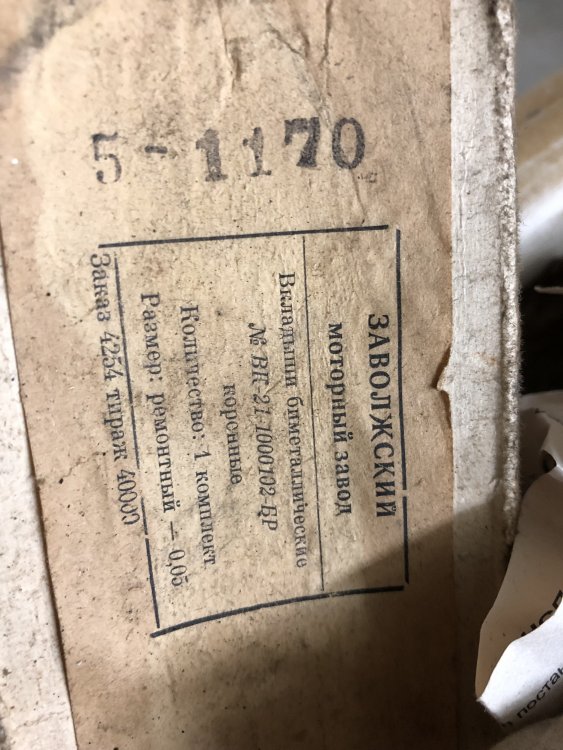 5-1170
ЗАВОЛЖСКИЙ
моторный завод
Вкладыши биметаллические
№ ВК-21-1000102-БР
коренные
Количество: 1 комплект
Размер: ремонтный — 0,05
Заказ 4254 тираж 40000